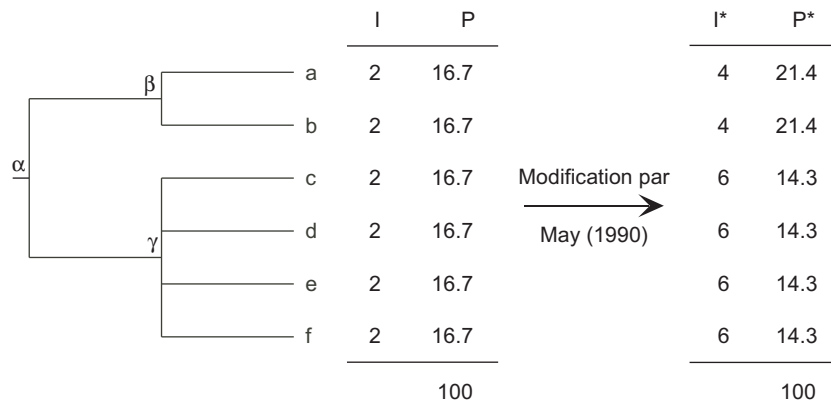 I P I* P*
β a 2 16.7 4 21.4
b 2 16.7 4 21.4
α c 2 16.7 Modification par 6 14.3
γ d 2 16.7 May (1990) 6 14.3
e 2 16.7 6 14.3
f 2 16.7 6 14.3
100 100